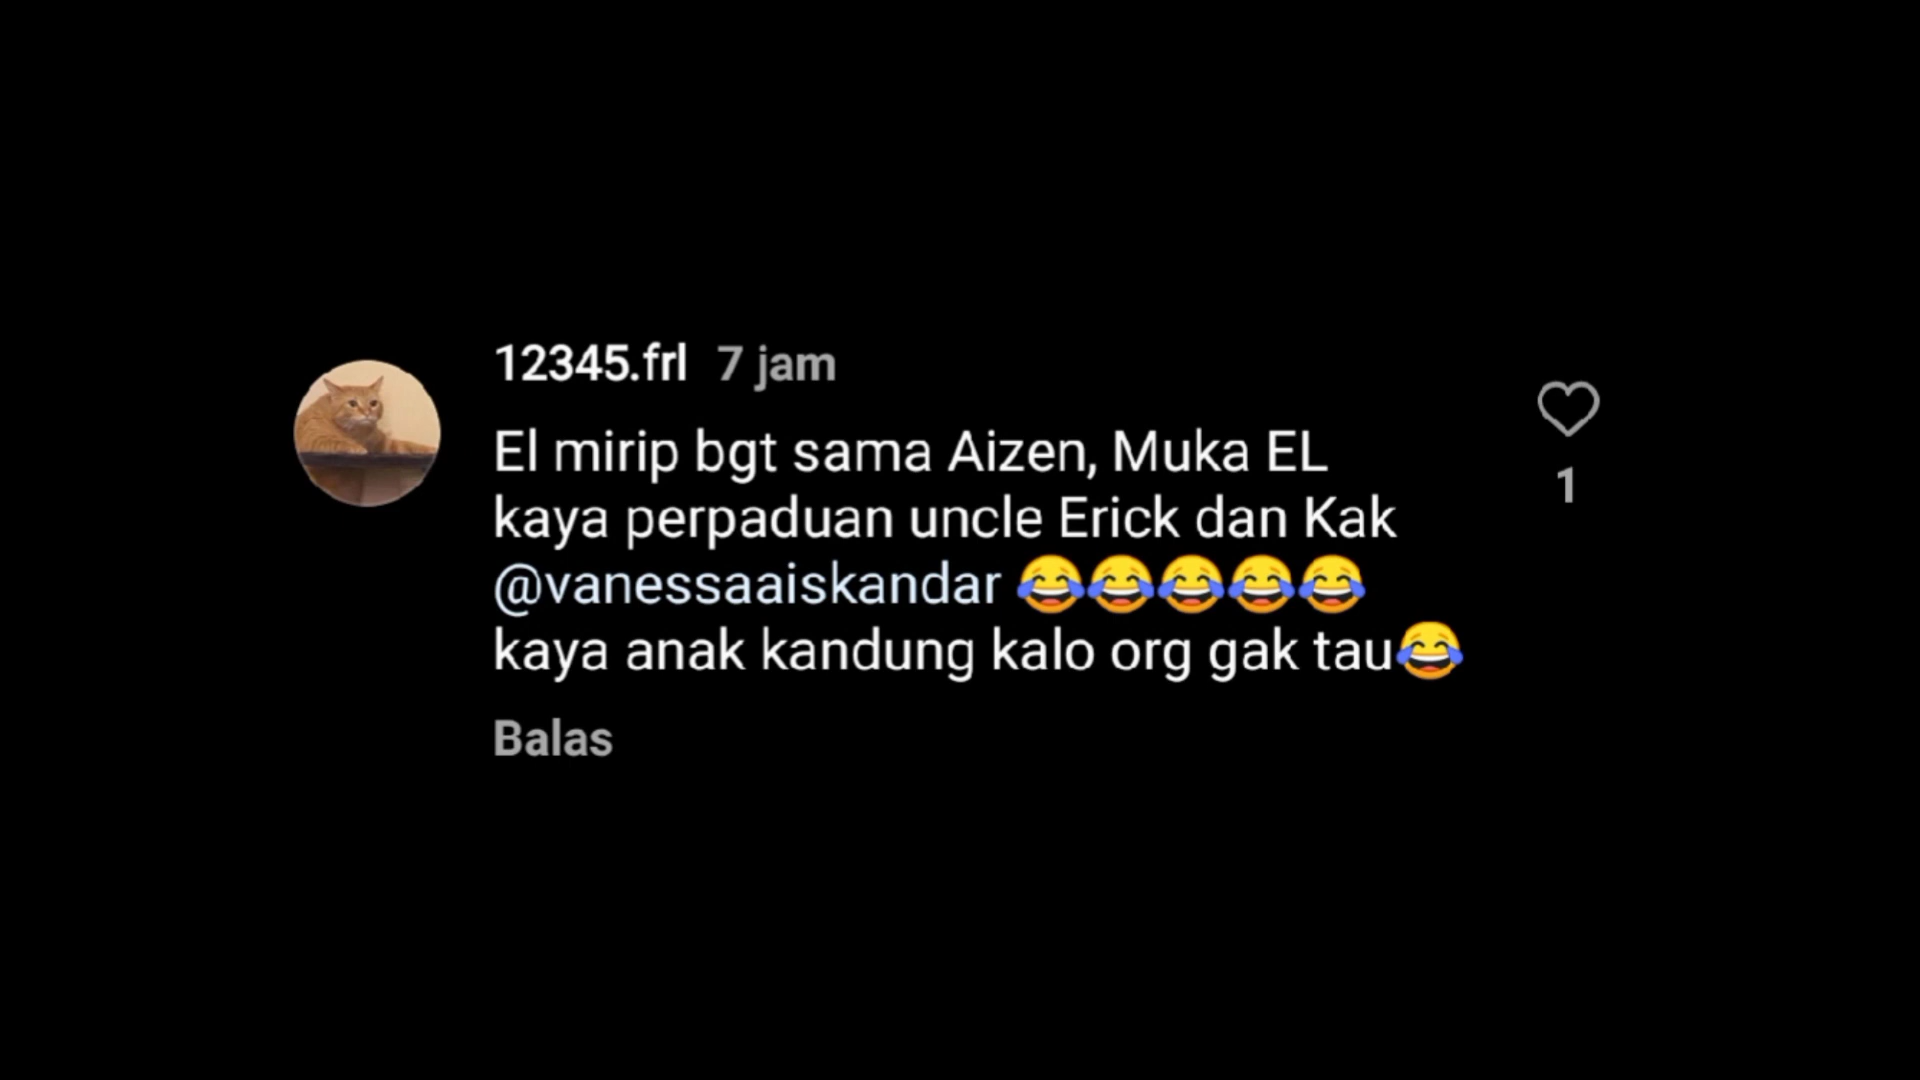 12345.frl 7 jam
El mirip bgt sama Aizen, Muka EL
kaya perpaduan uncle Erick dan Kak
@vanessaaiskandar 😂😂😂😂😂
kaya anak kandung kalo org gak tau😂
1
Balas